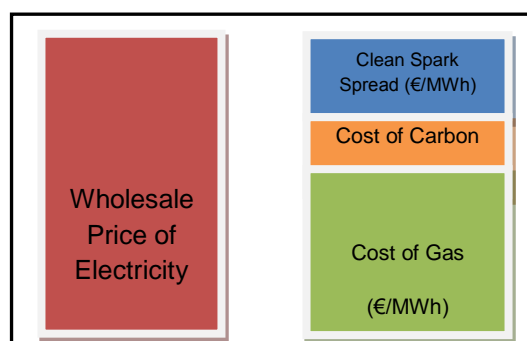 Wholesale
Price of
Electricity
Clean Spark
Spread (€/MWh)
Cost of Carbon
Cost of Gas
(€/MWh)